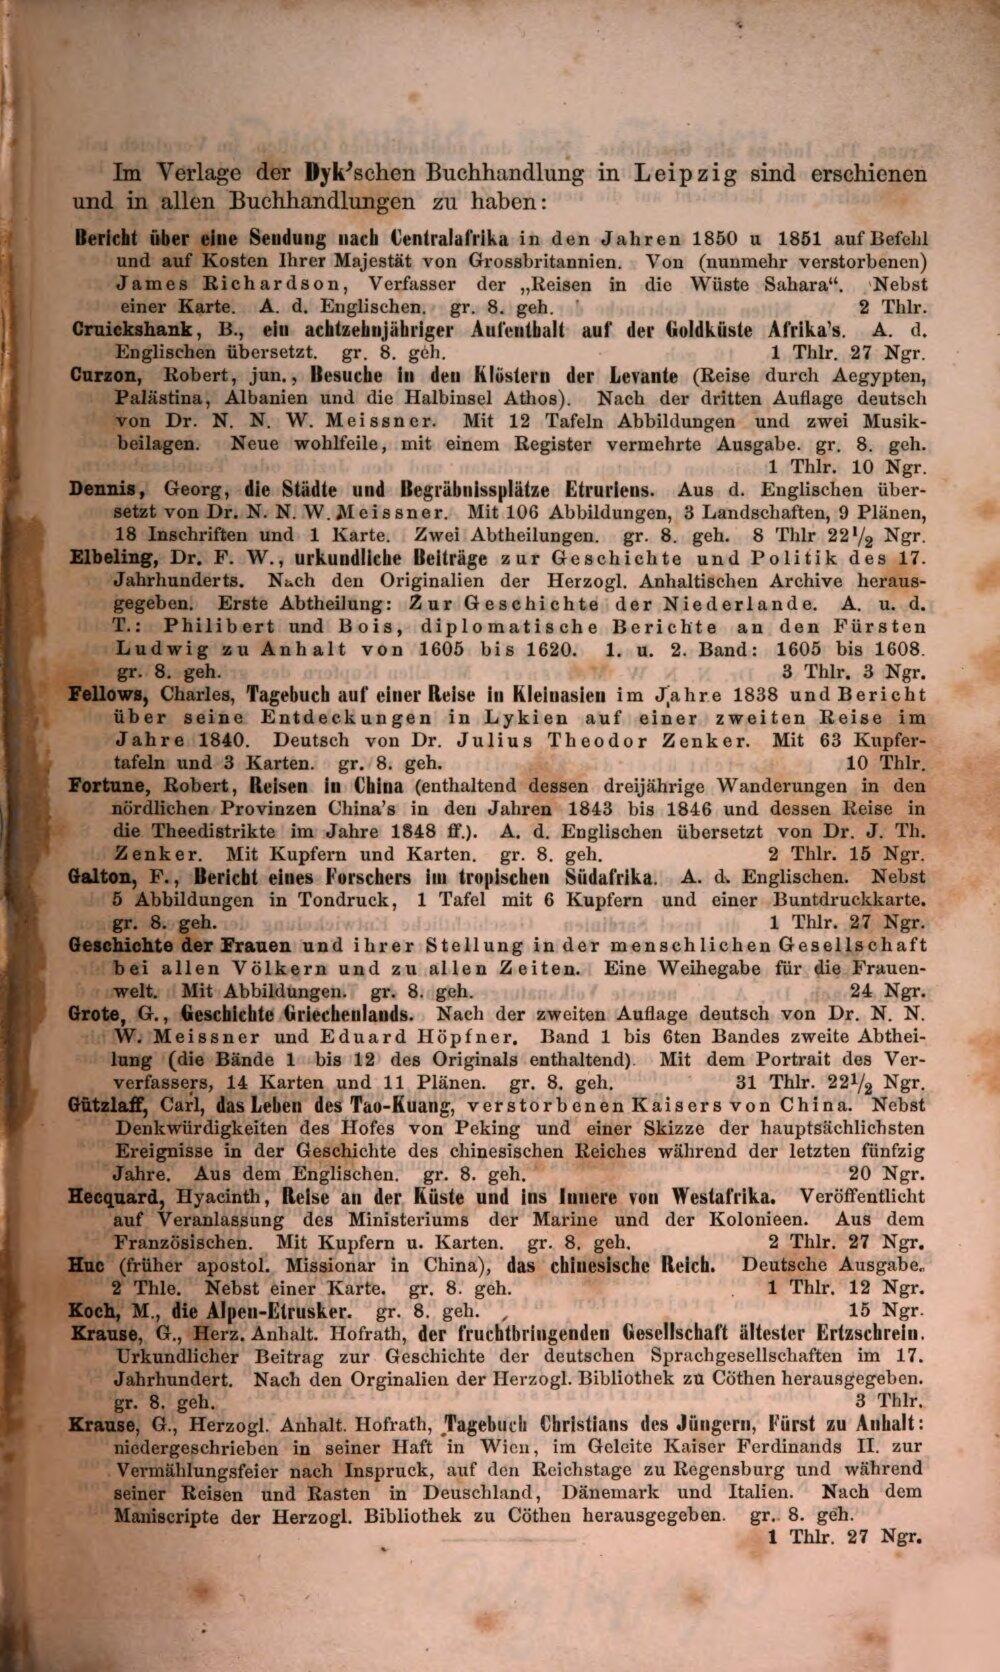 Im Verlage der Dyk'schen Buchhandlung in Leipzig sind erschienen
und in allen Buchhandlungen zu haben:
Bericht über eine Sendung nach Centralafrika in den Jahren 1850 u 1851 auf Befehl
und auf Kosten Ihrer Majestät von Grossbritannien. Von (nunmehr verstorbenen)
James Richardson, Verfasser der „Reisen in die Wüste Sahara“. Nebst
einer Karte. A. d. Englischen. gr. 8. geh. 2 Thlr.
Cruickshank, B., ein achtzehnjähriger Aufenthalt auf der Goldküste Afrika's. A. d.
Englischen übersetzt. gr. 8. geh. 1 Thlr. 27 Ngr.
Curzon, Robert, jun., Besuche in den Klöstern der Levante (Reise durch Aegypten,
Palästina, Albanien und die Halbinsel Athos). Nach der dritten Auflage deutsch
von Dr. N. N. W. Meissner. Mit 12 Tafeln Abbildungen und zwei Musik-
beilagen. Neue wohlfeile, mit einem Register vermehrte Ausgabe. gr. 8. geh.
1 Thlr. 10 Ngr.
Dennis, Georg, die Städte und Begräbnissplätze Etruriens. Aus d. Englischen über-
setzt von Dr. N. N. W. Meissner. Mit 106 Abbildungen, 3 Landschaften, 9 Plänen,
18 Inschriften und 1 Karte. Zwei Abtheilungen. gr. 8. geh. 8 Thlr 22½ Ngr.
Elbeling, Dr. F. W., urkundliche Beiträge zur Geschichte und Politik des 17.
Jahrhunderts. Nach den Originalien der Herzogl. Anhaltischen Archive heraus-
gegeben. Erste Abtheilung: Zur Geschichte der Niederlande. A. u. d.
T.: Philibert und Bois, diplomatische Berichte an den Fürsten
Ludwig zu Anhalt von 1605 bis 1620. 1. u. 2. Band: 1605 bis 1608.
gr. 8. geh. 3 Thlr. 3 Ngr.
Fellows, Charles, Tagebuch auf einer Reise in Kleinasien im Jahre 1838 und Bericht
über seine Entdeckungen in Lykien auf einer zweiten Reise im
Jahre 1840. Deutsch von Dr. Julius Theodor Zenker. Mit 63 Kupfer-
tafeln und 3 Karten. gr. 8. geh. 10 Thlr.
Fortune, Robert, Reisen in China (enthaltend dessen dreijährige Wanderungen in den
nördlichen Provinzen China's in den Jahren 1843 bis 1846 und dessen Reise in
die Theedistrikte im Jahre 1848 ff.). A. d. Englischen übersetzt von Dr. J. Th.
Zenker. Mit Kupfern und Karten. gr. 8. geh. 2 Thlr. 15 Ngr.
Galton, F., Bericht eines Forschers im tropischen Südafrika. A. d. Englischen. Nebst
5 Abbildungen in Tondruck, 1 Tafel mit 6 Kupfern und einer Buntdruckkarte.
gr. 8. geh. 1 Thlr. 27 Ngr.
Geschichte der Frauen und ihrer Stellung in der menschlichen Gesellschaft
bei allen Völkern und zu allen Zeiten. Eine Weihegabe für die Frauen-
welt. Mit Abbildungen. gr. 8. geh. 24 Ngr.
Grote, G., Geschichte Griechenlands. Nach der zweiten Auflage deutsch von Dr. N. N.
W. Meissner und Eduard Höpfner. Band 1 bis 6ten Bandes zweite Abthei-
lung (die Bände 1 bis 12 des Originals enthaltend). Mit dem Portrait des Ver-
verfassers, 14 Karten und 11 Plänen. gr. 8. geh. 31 Thlr. 22½ Ngr.
Gützlaff, Carl, das Leben des Tao-Kuang, verstorbenen Kaisers von China. Nebst
Denkwürdigkeiten des Hofes von Peking und einer Skizze der hauptsächlichsten
Ereignisse in der Geschichte des chinesischen Reiches während der letzten fünfzig
Jahre. Aus dem Englischen. gr. 8. geh. 20 Ngr.
Hecquard, Hyacinth, Reise an der Küste und ins Innere von Westafrika. Veröffentlicht
auf Veranlassung des Ministeriums der Marine und der Kolonieen. Aus dem
Französischen. Mit Kupfern u. Karten. gr. 8. geh. 2 Thlr. 27 Ngr.
Huc (früher apostol. Missionar in China), das chinesische Reich. Deutsche Ausgabe.
2 Thle. Nebst einer Karte. gr. 8. geh. 1 Thlr. 12 Ngr.
Koch, M., die Alpen-Etrusker. gr. 8. geh. 15 Ngr.
Krause, G., Herz. Anhalt. Hofrath, der fruchtbringenden Gesellschaft ältester Ertzschrein.
Urkundlicher Beitrag zur Geschichte der deutschen Sprachgesellschaften im 17.
Jahrhundert. Nach den Orginalien der Herzogl. Bibliothek zu Cöthen herausgegeben.
gr. 8. geh. 3 Thlr.
Krause, G., Herzogl. Anhalt. Hofrath, Tagebuch Christians des Jüngern, Fürst zu Anhalt:
niedergeschrieben in seiner Haft in Wien, im Geleite Kaiser Ferdinands II. zur
Vermählungsfeier nach Inspruck, auf den Reichstage zu Regensburg und während
seiner Reisen und Rasten in Deuschland, Dänemark und Italien. Nach dem
Maniscripte der Herzogl. Bibliothek zu Cöthen herausgegeben. gr. 8. geh.
1 Thlr. 27 Ngr.